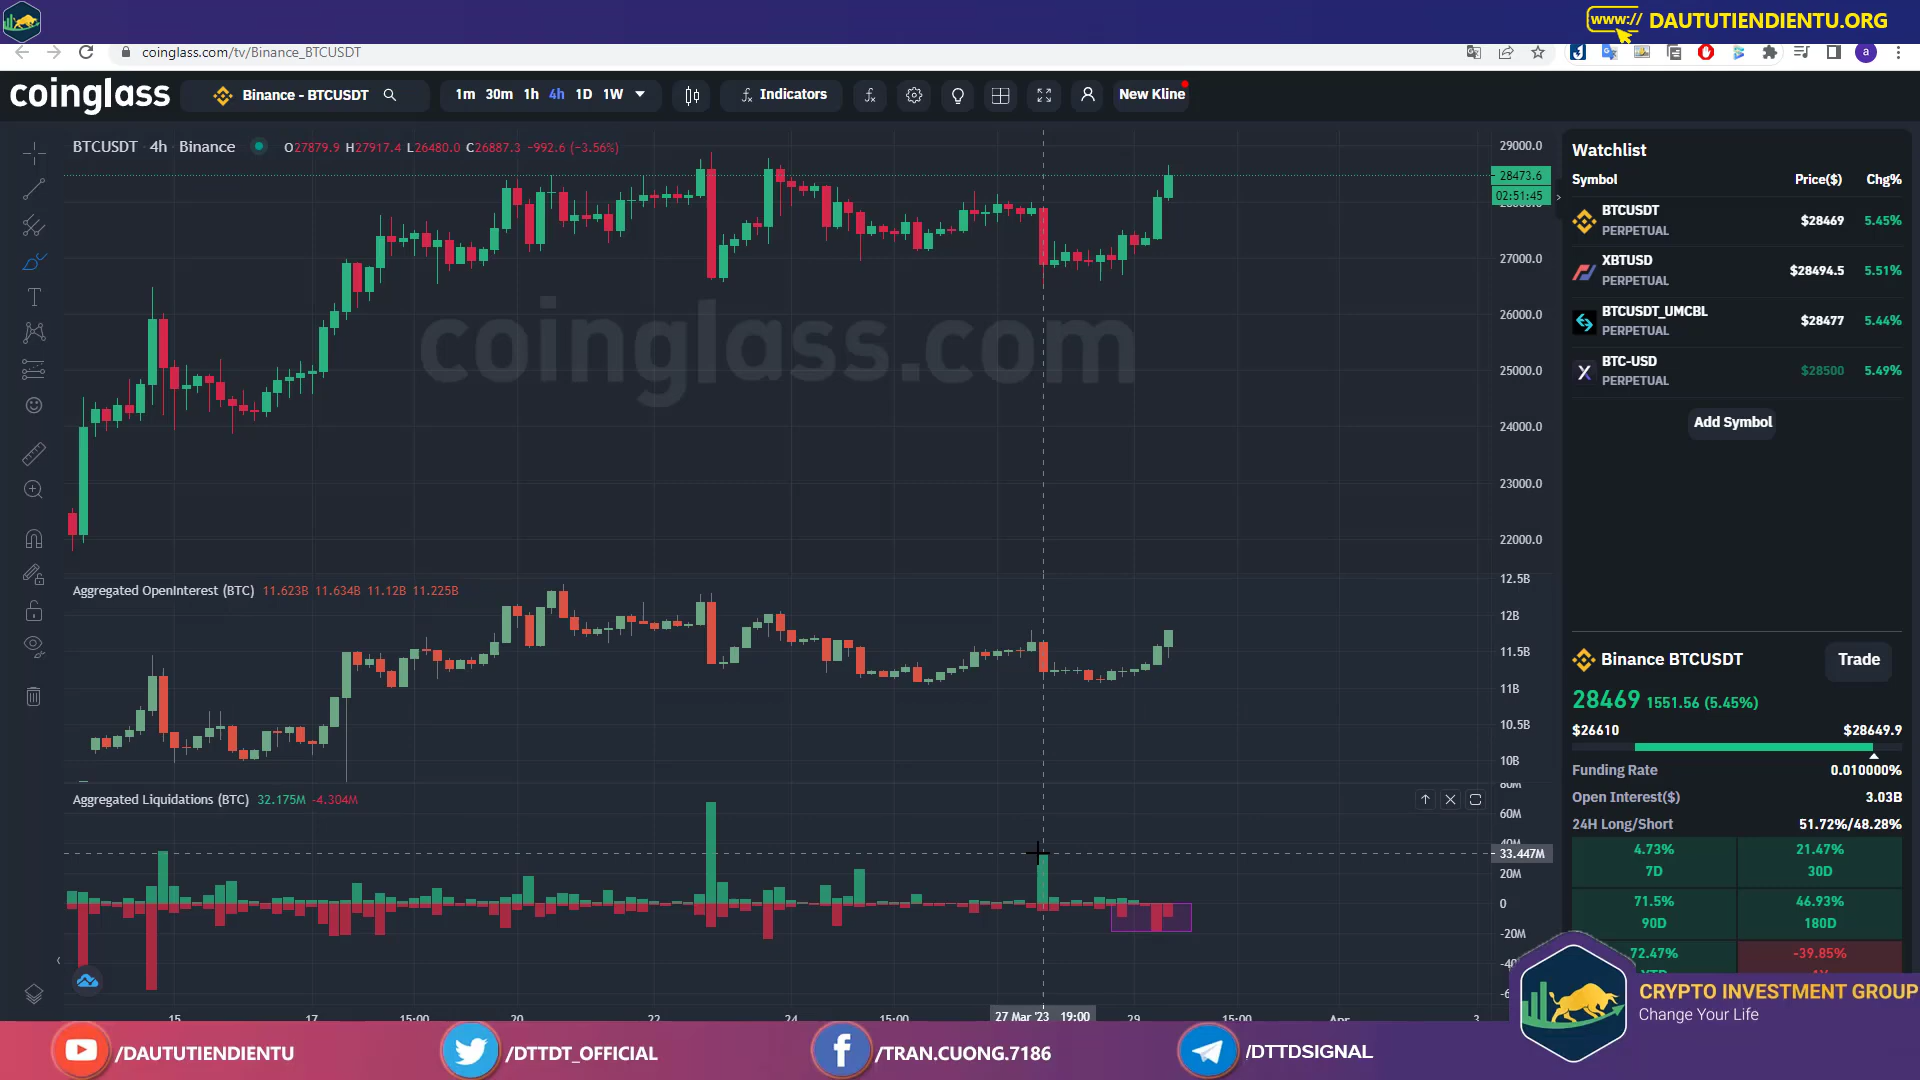 www:// DAUTUTIENDIENTU.ORG
coinglass.com/tv/Binance_BTCUSDT
a
coinglass
Binance - BTCUSDT
1m 30m 1h 4h 1D 1W
Indicators
New Kline
BTCUSDT 4h Binance O27879.9 H27917.4 L26480.0 C26887.3 -992.6 (-3.56%)
29000.0
28473.6
02:51:45
27000.0
26000.0
25000.0
24000.0
23000.0
22000.0
coinglass.com
Aggregated OpenInterest (BTC) 11.623B 11.634B 11.12B 11.225B
12.5B
12B
11.5B
11B
10.5B
10B
Aggregated Liquidations (BTC) 32.175M -4.304M
60M
33.447M
20M
0
-20M
15 17 15:00 20 22 24 15:00 27 Mar '23 19:00 29 15:00 Apr 3
Watchlist
Symbol Price($) Chg%
BTCUSDT
PERPETUAL
$28469 5.45%
XBTUSD
PERPETUAL
$28494.5 5.51%
BTCUSDT_UMCBL
PERPETUAL
$28477 5.44%
BTC-USD
PERPETUAL
$28500 5.49%
Add Symbol
Binance BTCUSDT
Trade
28469 1551.56 (5.45%)
$26610 $28649.9
Funding Rate 0.010000%
Open Interest($) 3.03B
24H Long/Short 51.72%/48.28%
4.73% 21.47%
7D 30D
71.5% 46.93%
90D 180D
72.47% -39.85%
CRYPTO INVESTMENT GROUP
Change Your Life
/DAUTUTIENDIENTU
/DTTDT_OFFICIAL
/TRAN.CUONG.7186
/DTTDSIGNAL